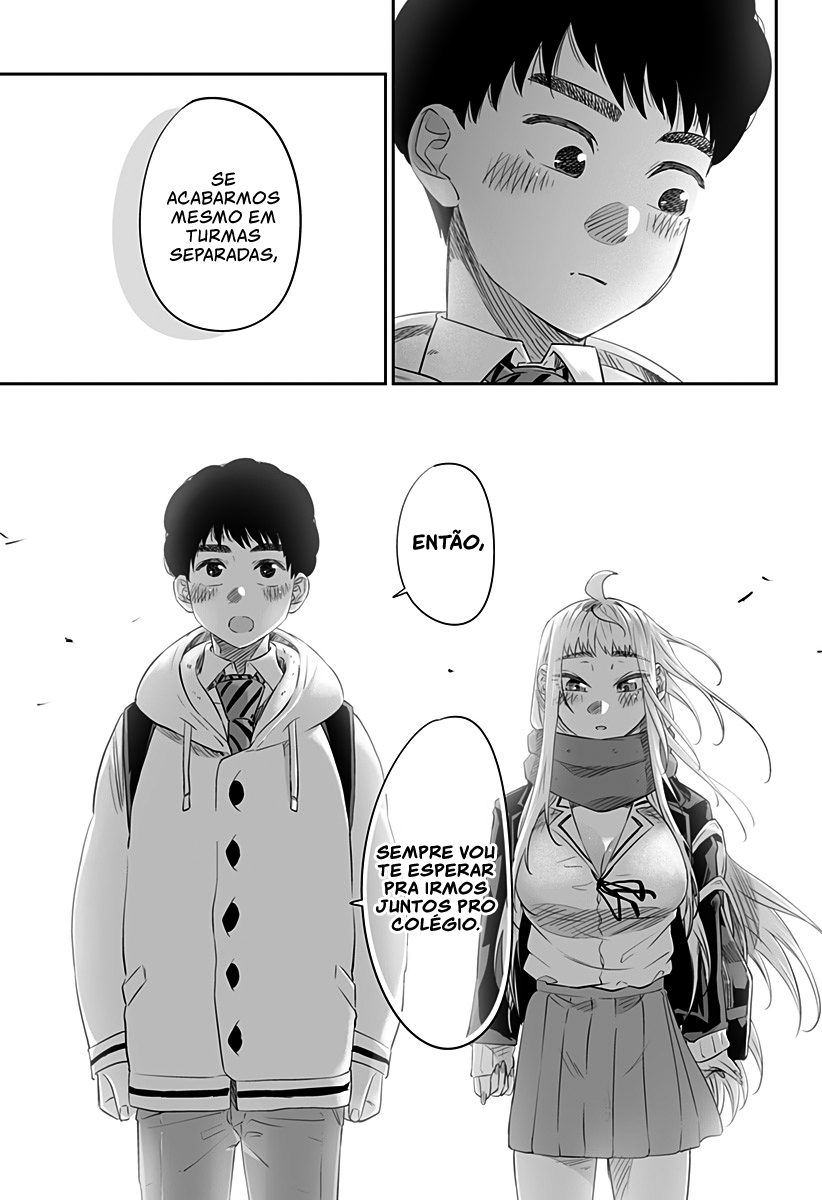 SE
ACABARMOS
MESMO EM
TURMAS
SEPARADAS,
ENTÃO,
SEMPRE VOU
TE ESPERAR
PRA IRMOS
JUNTOS PRO
COLÉGIO.